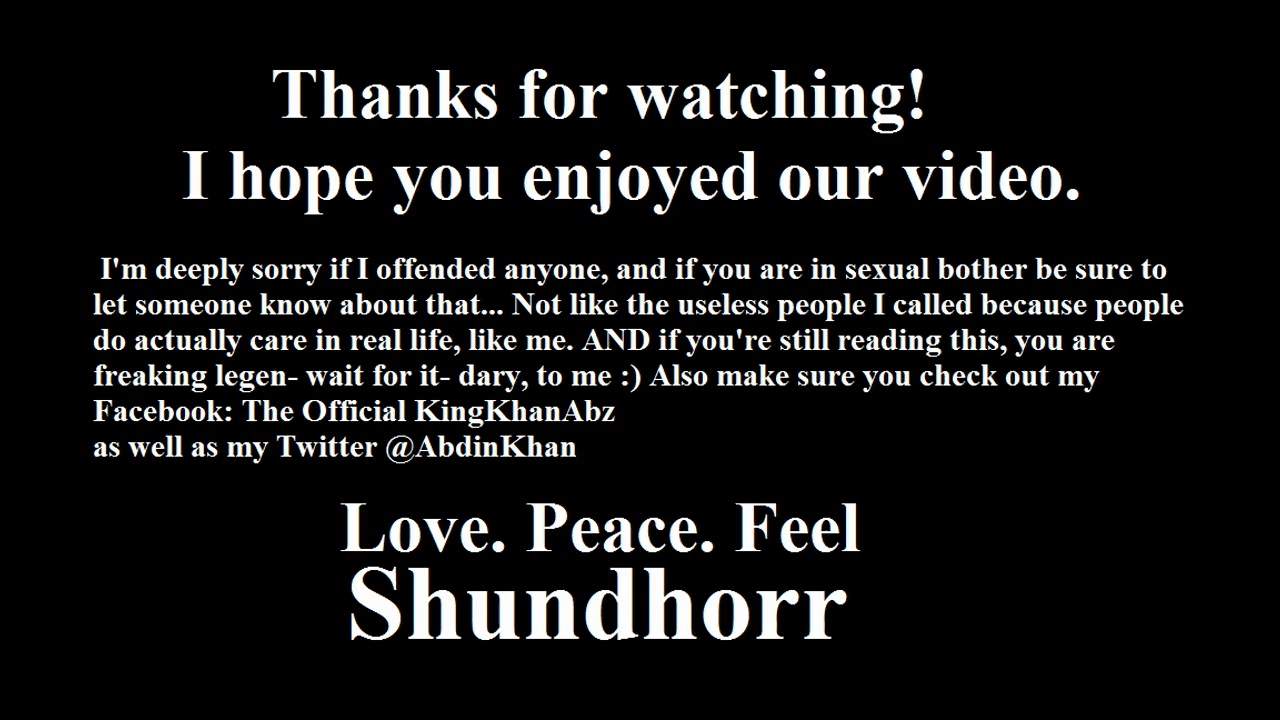 Thanks for watching!
I hope you enjoyed our video.
I'm deeply sorry if I offended anyone, and if you are in sexual bother be sure to
let someone know about that... Not like the useless people I called because people
do actually care in real life, like me. AND if you're still reading this, you are
freaking legen- wait for it- dary, to me :) Also make sure you check out my
Facebook: The Official KingKhanAbz
as well as my Twitter @AbdinKhan
Love. Peace. Feel
Shundhorr